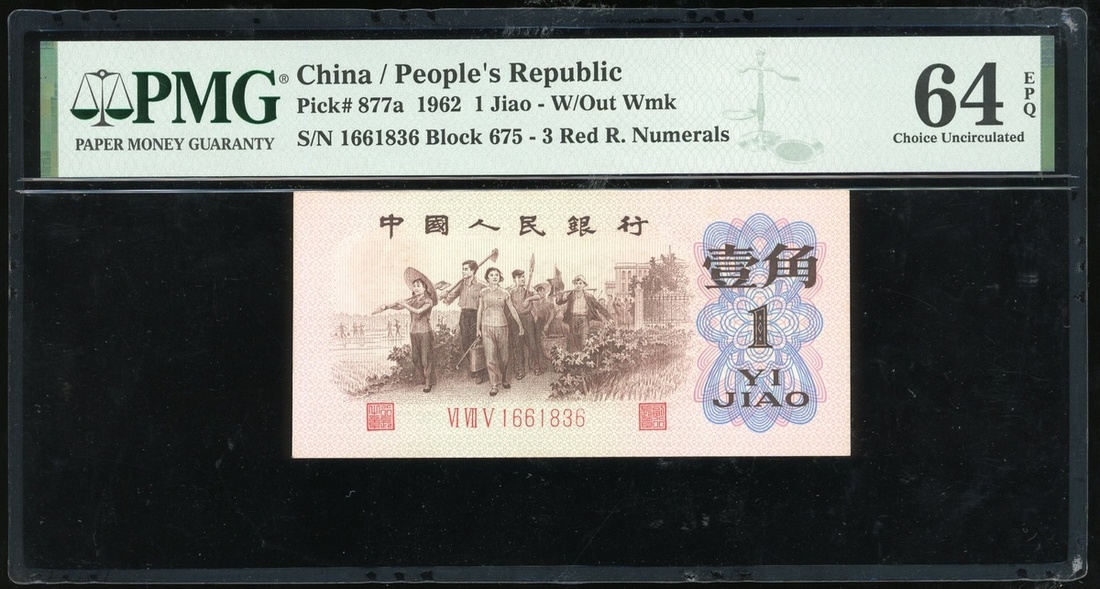 PMG®
PAPER MONEY GUARANTY
China / People's Republic
Pick# 877a 1962 1 Jiao - W/Out Wmk
S/N 1661836 Block 675 - 3 Red R. Numerals
64 EPQ
Choice Uncirculated
中國人民銀行
壹角
1
YI
JIAO
VI VII V 1661836